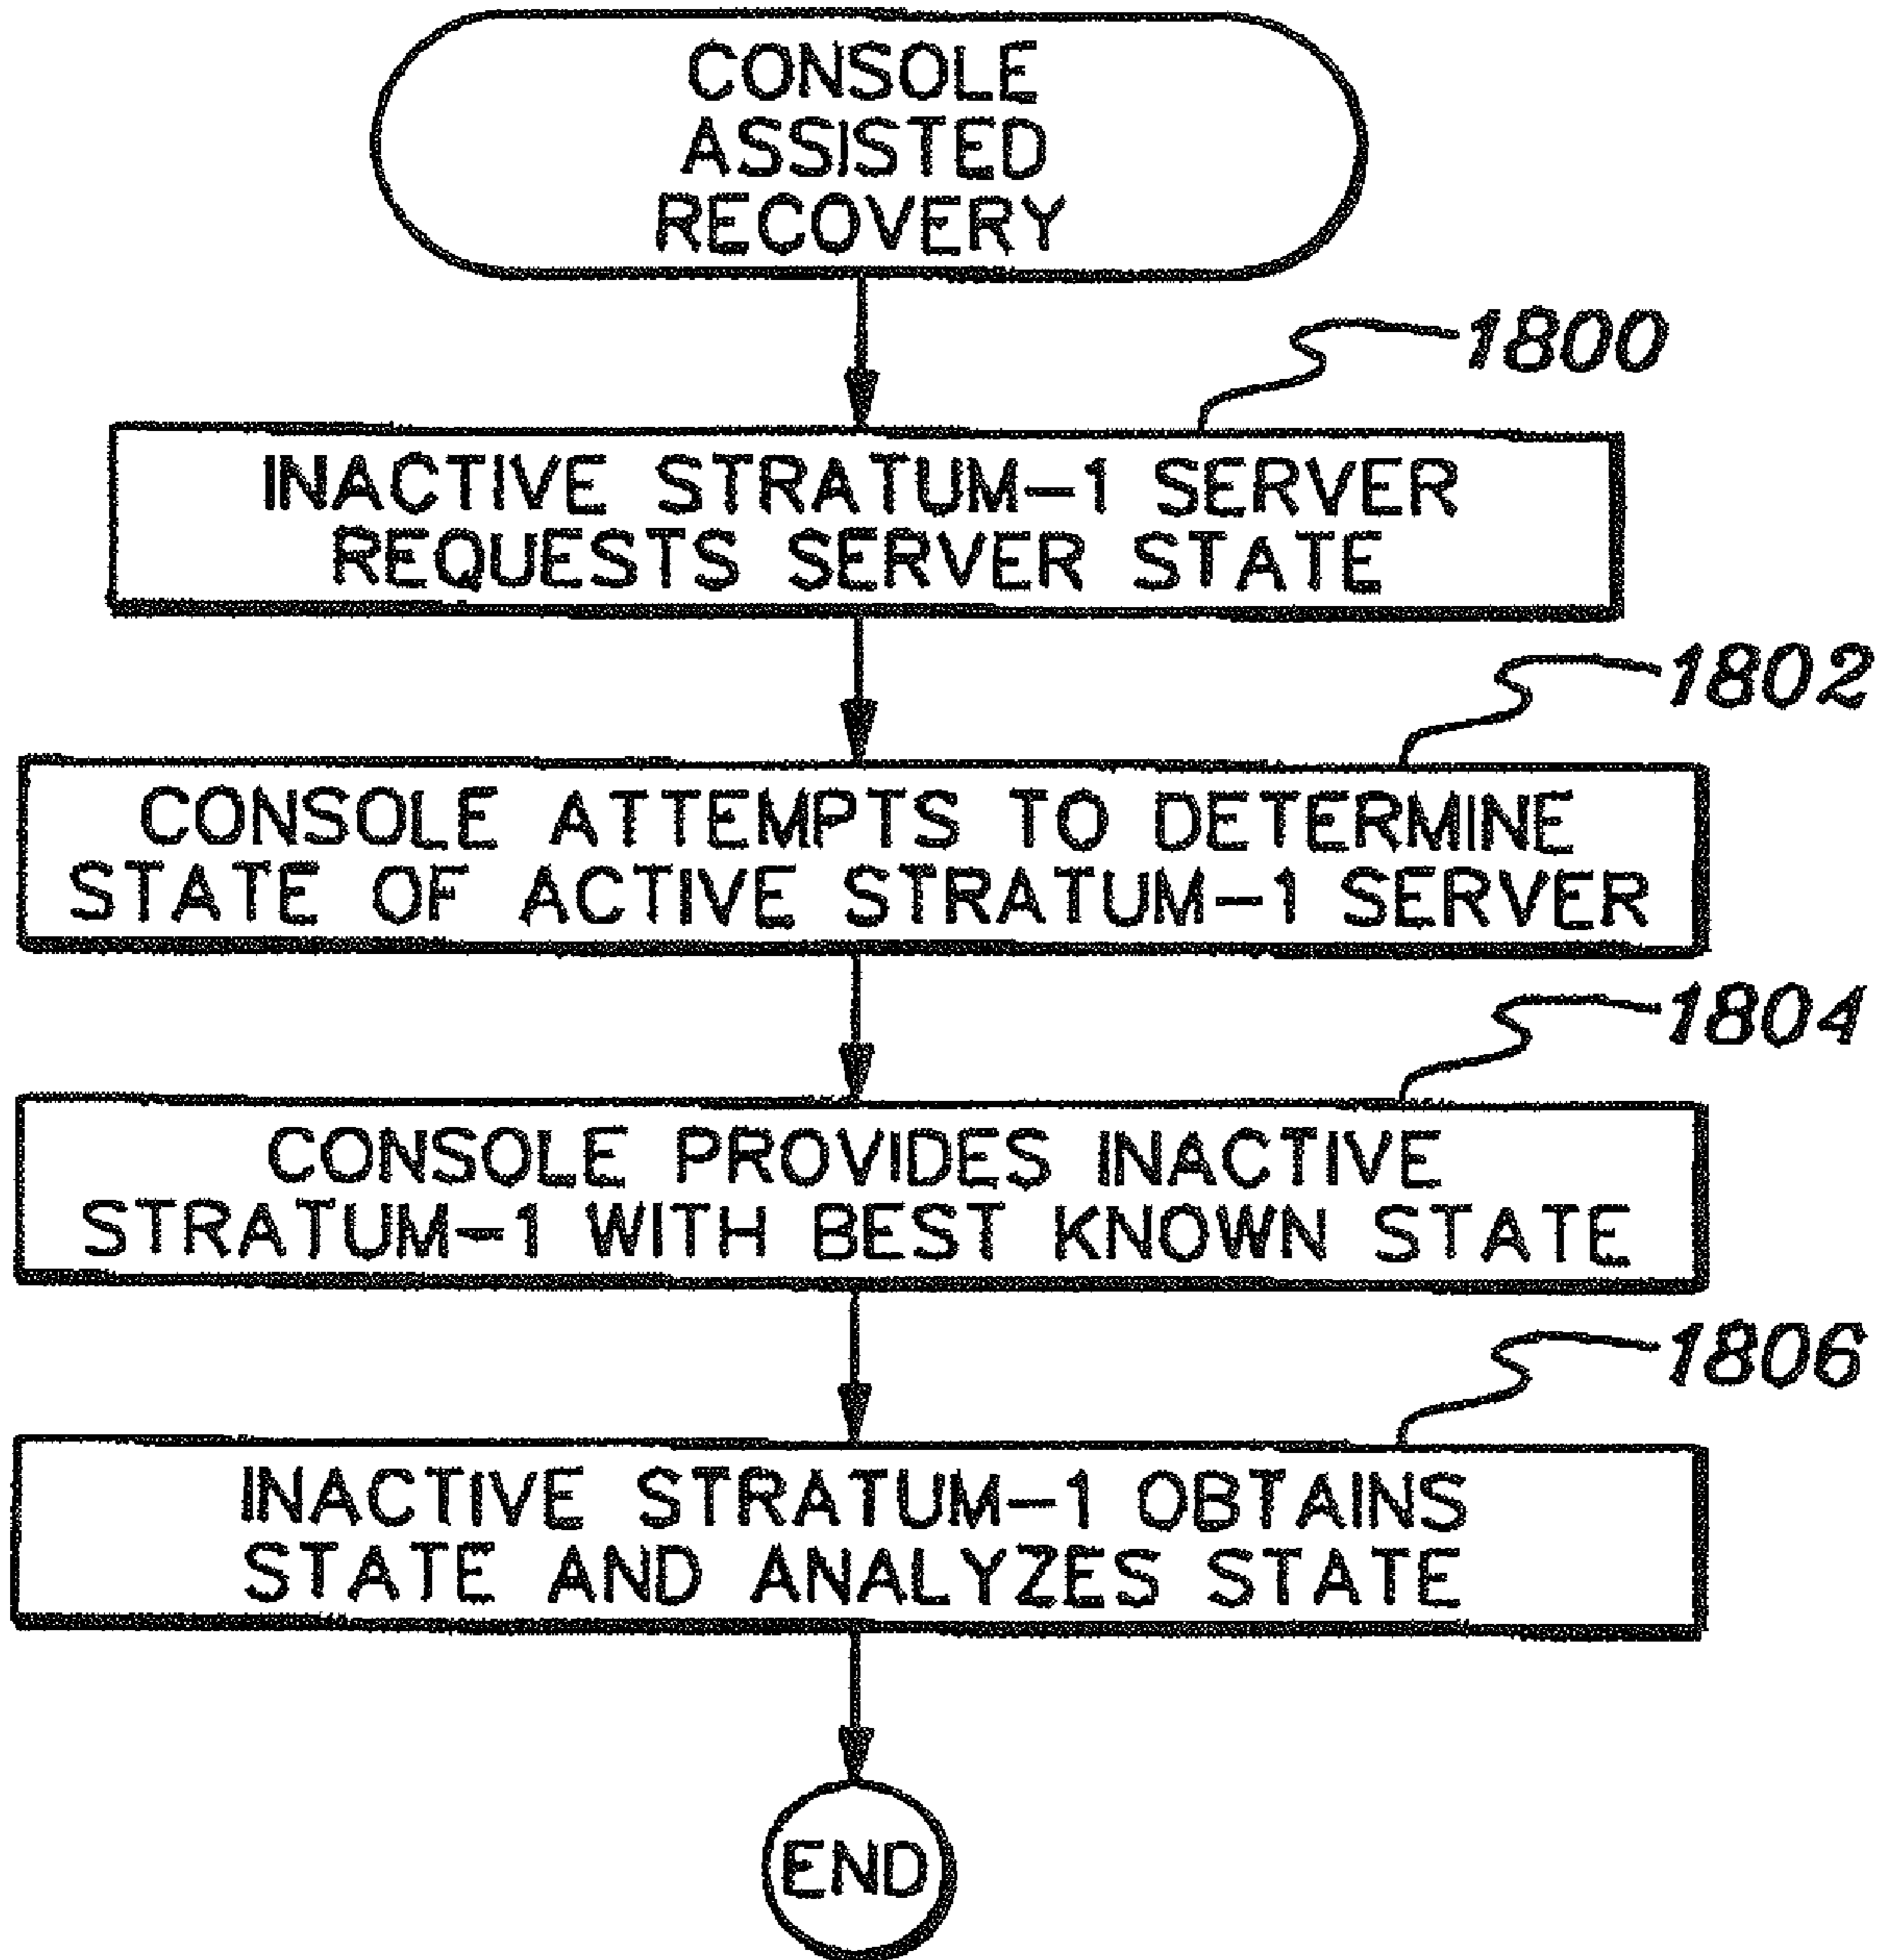 CONSOLE
ASSISTED
RECOVERY
1800
INACTIVE STRATUM-1 SERVER
REQUESTS SERVER STATE
1802
CONSOLE ATTEMPTS TO DETERMINE
STATE OF ACTIVE STRATUM-1 SERVER
1804
CONSOLE PROVIDES INACTIVE
STRATUM-1 WITH BEST KNOWN STATE
1806
INACTIVE STRATUM-1 OBTAINS
STATE AND ANALYZES STATE
END